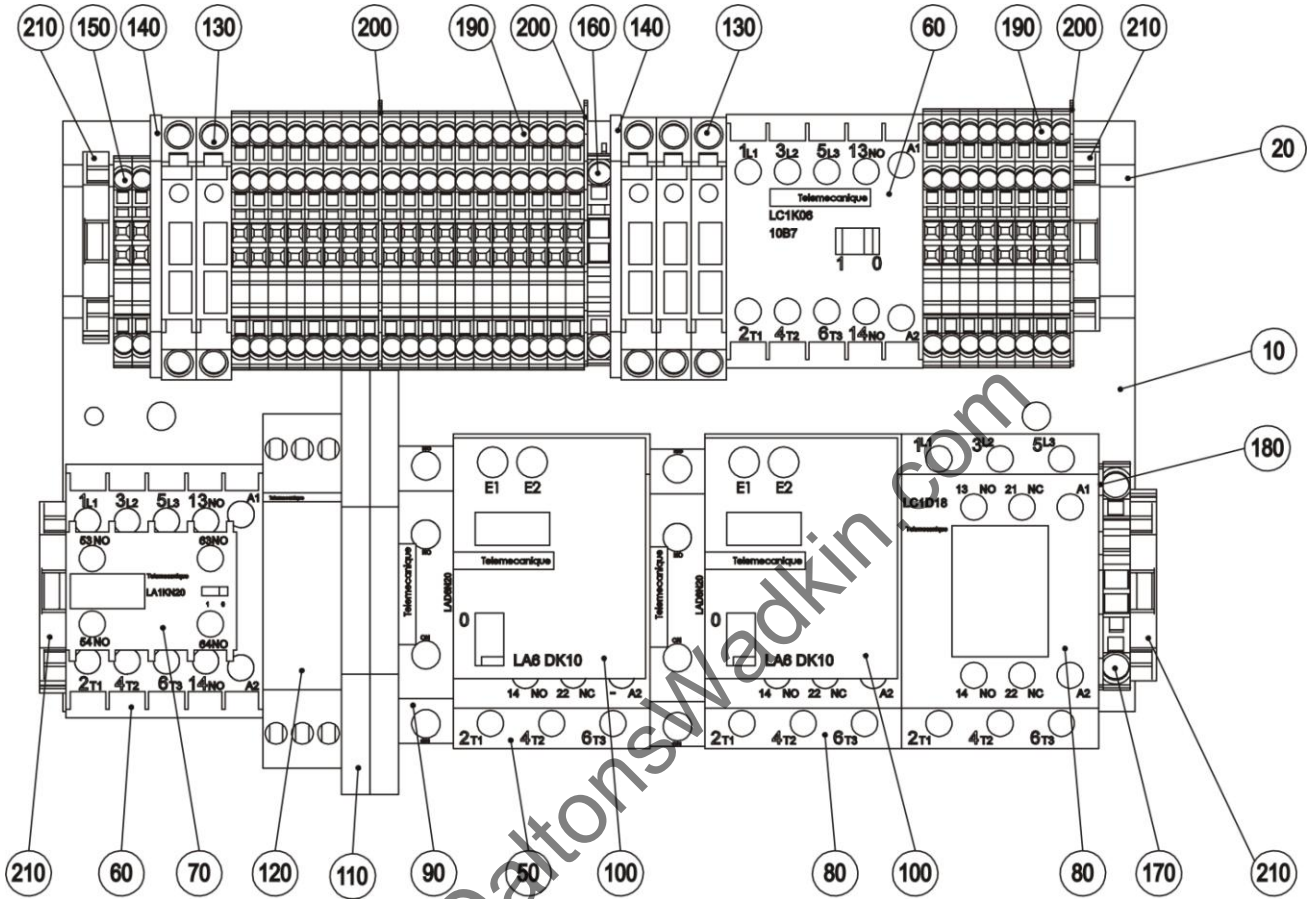 210 150 140 130 200 190 200 160 140 130 60 190 200 210
20
1L1 3L2 5L3 13NO A1
Telemecanique
LC1K06
10B7
1 0
2T1 4T2 6T3 14NO A2
10
180
1L1 3L2 5L3 13NO A1
53NO 63NO
Telemecanique
LA1KN20
1 0
54NO 64NO
2T1 4T2 6T3 14NO A2
Telemecanique
NO
Telemecanique
LAD8N20
E1 E2
Telemecanique
0
LA6 DK10
14 NO 22 NC - A2
2T1 4T2 6T3
NO
Telemecanique
LAD8N20
E1 E2
Telemecanique
0
LA6 DK10
14 NO 22 NC A2
2T1 4T2 6T3
1L1 3L2 5L3
13 NO 21 NC A1
LC1D18
Telemecanique
14 NO 22 NC A2
2T1 4T2 6T3
210 60 70 120 110 90 50 100 80 100 80 170 210
DaltonsWadkin.com